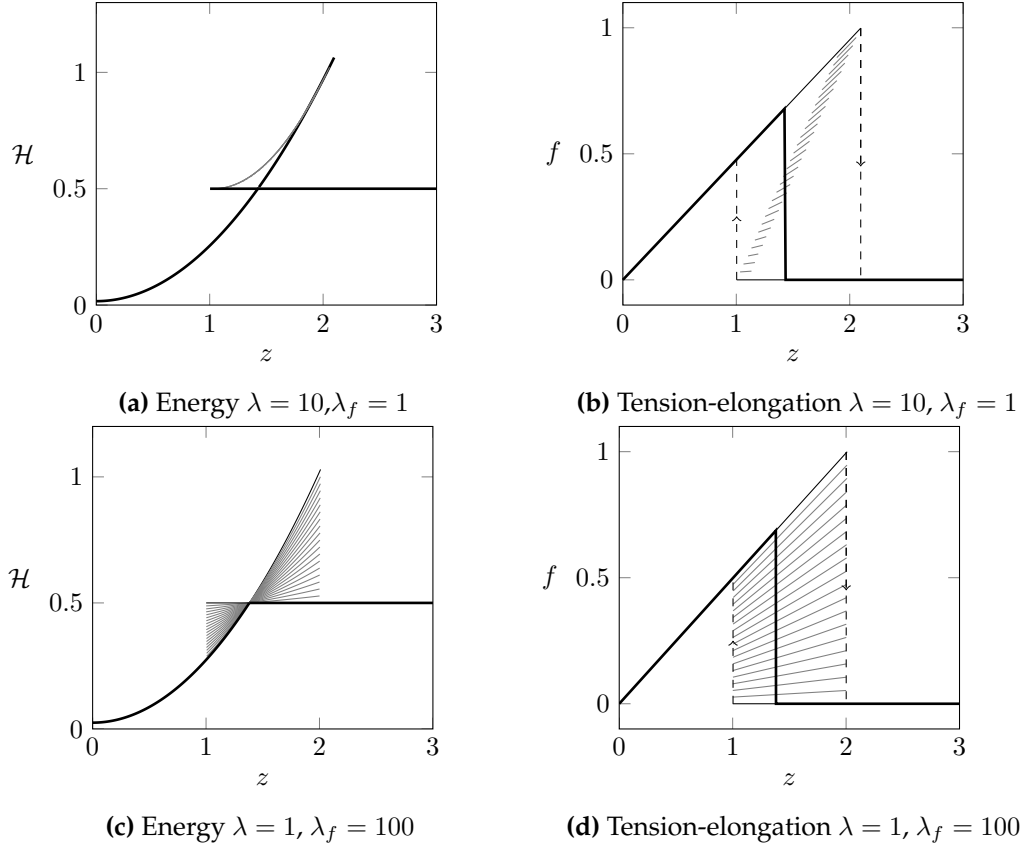 1
0.5
0
ℋ
0 1 2 3
z
(a) Energy λ = 10,λ_f = 1
1
0.5
0
f
0 1 2 3
z
(b) Tension-elongation λ = 10, λ_f = 1
1
0.5
0
ℋ
0 1 2 3
z
(c) Energy λ = 1, λ_f = 100
1
0.5
0
f
0 1 2 3
z
(d) Tension-elongation λ = 1, λ_f = 100